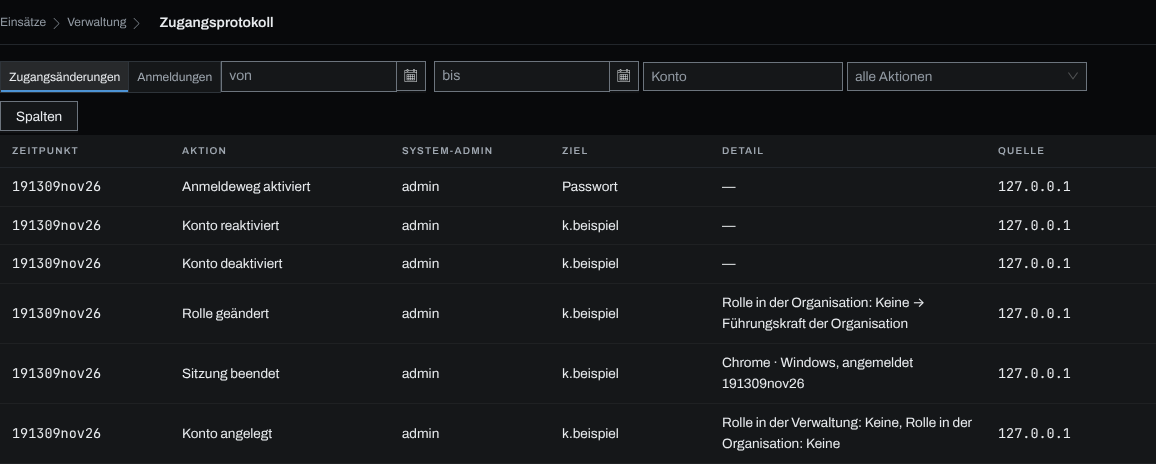 Einsätze > Verwaltung > Zugangsprotokoll
Zugangsänderungen Anmeldungen von bis Konto alle Aktionen
Spalten
ZEITPUNKT AKTION SYSTEM-ADMIN ZIEL DETAIL QUELLE
191309nov26 Anmeldeweg aktiviert admin Passwort — 127.0.0.1
191309nov26 Konto reaktiviert admin k.beispiel — 127.0.0.1
191309nov26 Konto deaktiviert admin k.beispiel — 127.0.0.1
191309nov26 Rolle geändert admin k.beispiel Rolle in der Organisation: Keine →
Führungskraft der Organisation 127.0.0.1
191309nov26 Sitzung beendet admin k.beispiel Chrome · Windows, angemeldet
191309nov26 127.0.0.1
191309nov26 Konto angelegt admin k.beispiel Rolle in der Verwaltung: Keine, Rolle in der
Organisation: Keine 127.0.0.1